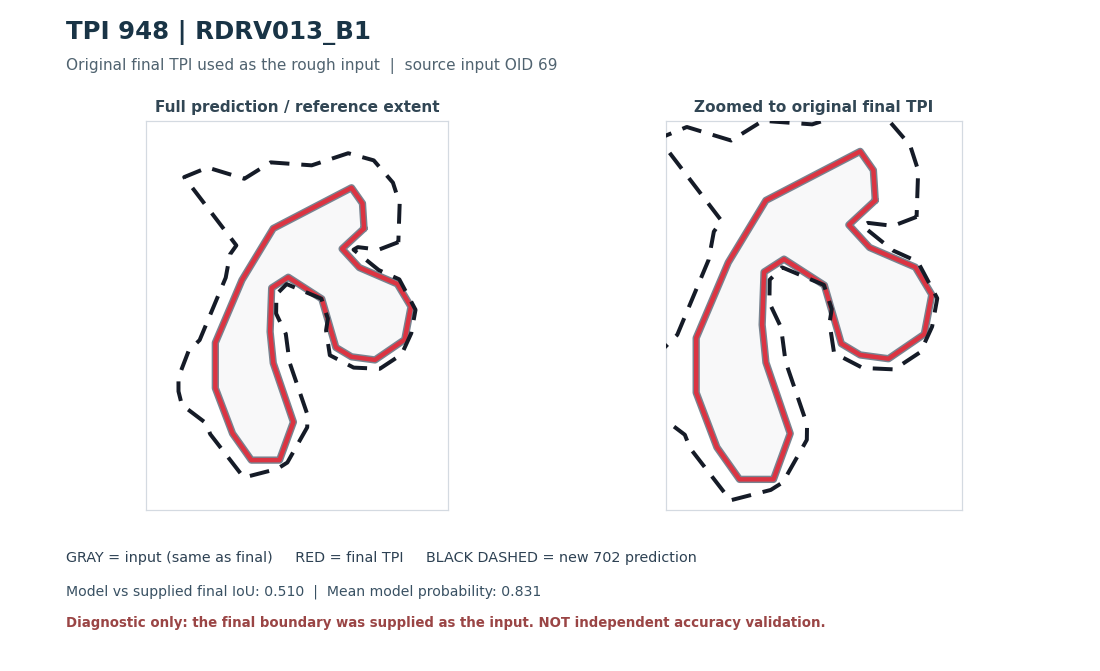 TPI 948 | RDRV013_B1
Original final TPI used as the rough input | source input OID 69
Full prediction / reference extent
Zoomed to original final TPI
GRAY = input (same as final) RED = final TPI BLACK DASHED = new 702 prediction
Model vs supplied final IoU: 0.510 | Mean model probability: 0.831
Diagnostic only: the final boundary was supplied as the input. NOT independent accuracy validation.